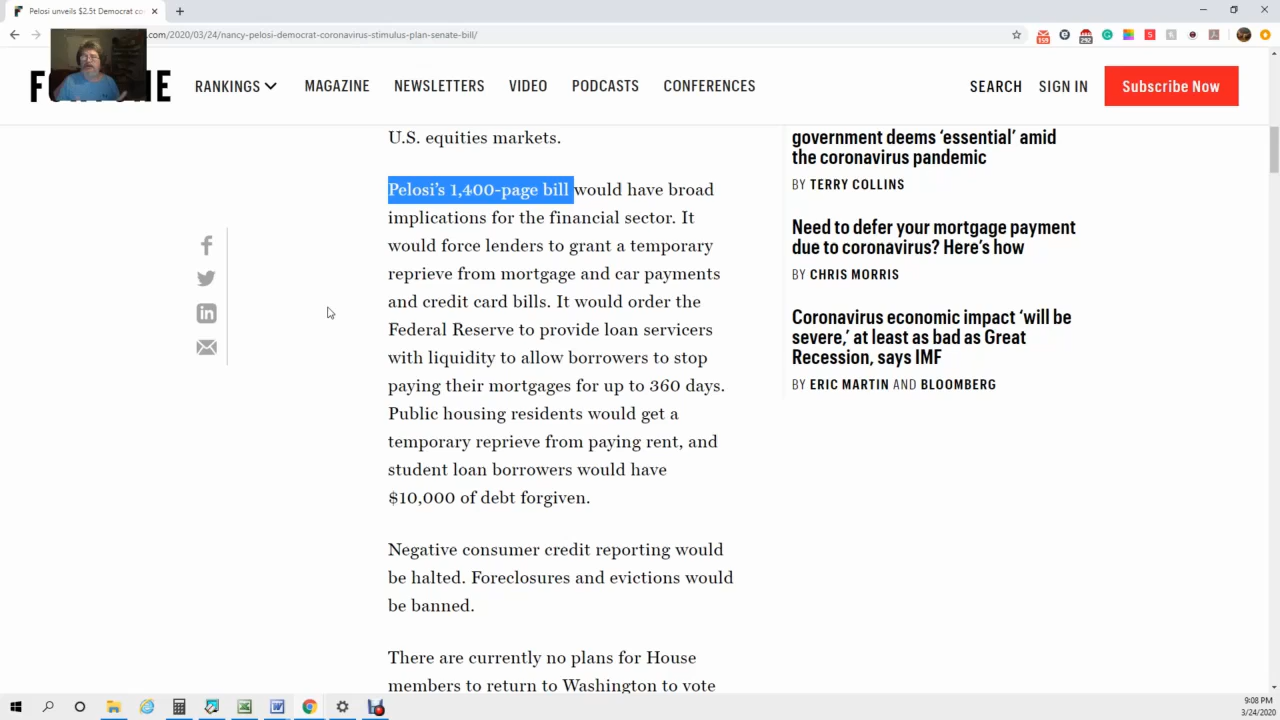 Pelosi unveils $2.5t Democrat co
.com/2020/03/24/nancy-pelosi-democrat-coronavirus-stimulus-plan-senate-bill/
159
292
RANKINGS
MAGAZINE
NEWSLETTERS
VIDEO
PODCASTS
CONFERENCES
SEARCH
SIGN IN
Subscribe Now
U.S. equities markets.
Pelosi’s 1,400-page bill would have broad
implications for the financial sector. It
would force lenders to grant a temporary
reprieve from mortgage and car payments
and credit card bills. It would order the
Federal Reserve to provide loan servicers
with liquidity to allow borrowers to stop
paying their mortgages for up to 360 days.
Public housing residents would get a
temporary reprieve from paying rent, and
student loan borrowers would have
$10,000 of debt forgiven.
Negative consumer credit reporting would
be halted. Foreclosures and evictions would
be banned.
There are currently no plans for House
members to return to Washington to vote
government deems ‘essential’ amid
the coronavirus pandemic
BY TERRY COLLINS
Need to defer your mortgage payment
due to coronavirus? Here’s how
BY CHRIS MORRIS
Coronavirus economic impact ‘will be
severe,’ at least as bad as Great
Recession, says IMF
BY ERIC MARTIN AND BLOOMBERG
9:08 PM
3/24/2020